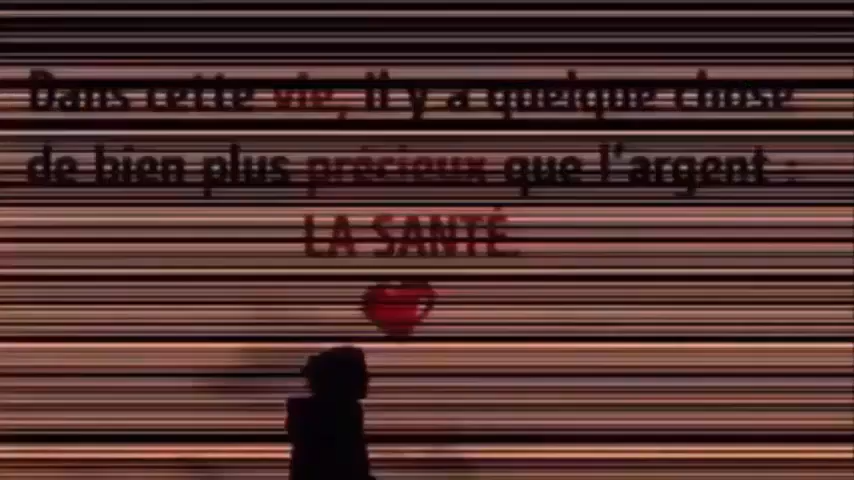 Dans cette vie, il y a quelque chose
de bien plus précieux que l'argent :
LA SANTÉ.